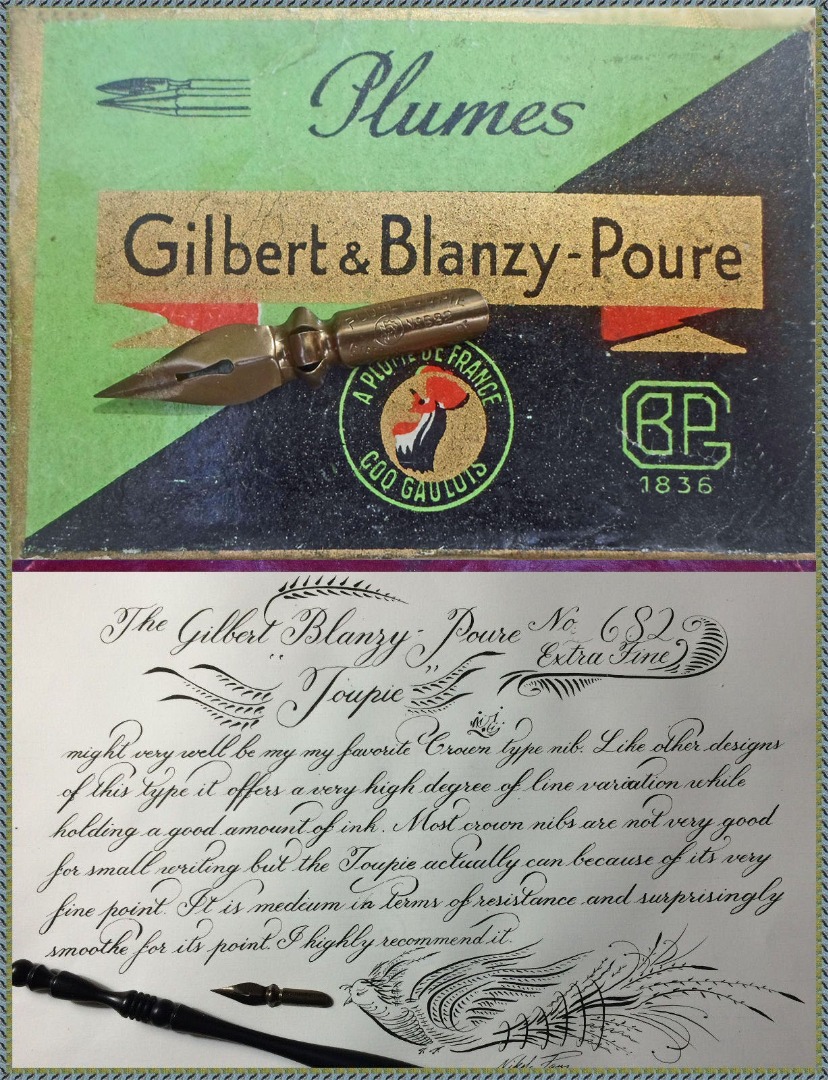 Plumes
Gilbert & Blanzy-Poure
No 682
A PLUME DE FRANCE
COQ GAULOIS
BP
1836
The Gilbert Blanzy-Poure No. 682
Extra Fine
"Toupie"
might very well be my my favorite Crown type nib. Like other designs
of this type it offers a very high degree of line variation while
holding a good amount of ink. Most crown nibs are not very good
for small writing but the Toupie actually can because of its very
fine point. It is medeum in terms of resistance and surprisingly
smoothe for its point. I highly recommend it.